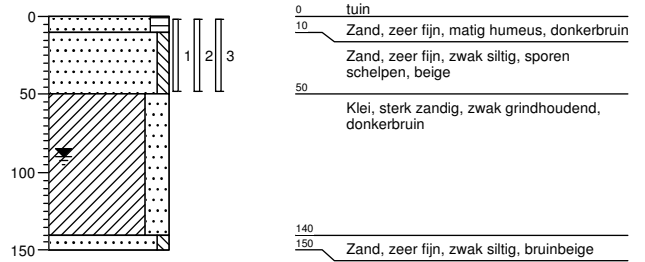 0
50
100
150
1 2 3
0 tuin
10 Zand, zeer fijn, matig humeus, donkerbruin
Zand, zeer fijn, zwak siltig, sporen
schelpen, beige
50
Klei, sterk zandig, zwak grindhoudend,
donkerbruin
140
150 Zand, zeer fijn, zwak siltig, bruinbeige